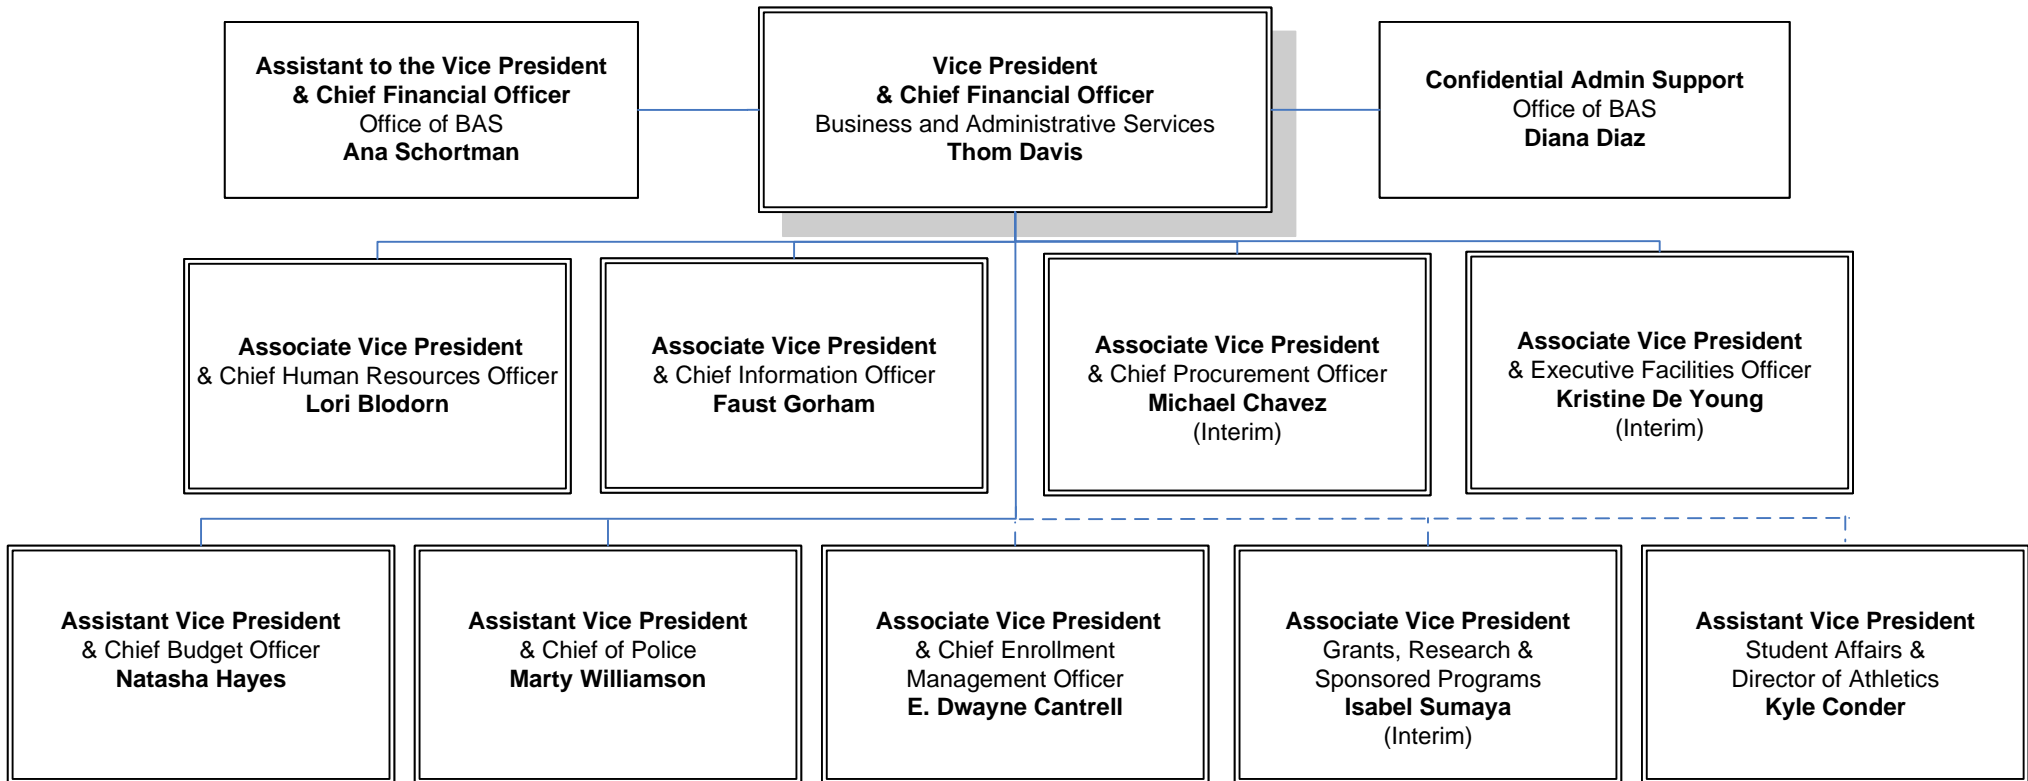 Assistant to the Vice President
& Chief Financial Officer
Office of BAS
Ana Schortman
Vice President
& Chief Financial Officer
Business and Administrative Services
Thom Davis
Confidential Admin Support
Office of BAS
Diana Diaz
Associate Vice President
& Chief Human Resources Officer
Lori Blodorn
Associate Vice President
& Chief Information Officer
Faust Gorham
Associate Vice President
& Chief Procurement Officer
Michael Chavez
(Interim)
Associate Vice President
& Executive Facilities Officer
Kristine De Young
(Interim)
Assistant Vice President
& Chief Budget Officer
Natasha Hayes
Assistant Vice President
& Chief of Police
Marty Williamson
Associate Vice President
& Chief Enrollment
Management Officer
E. Dwayne Cantrell
Associate Vice President
Grants, Research &
Sponsored Programs
Isabel Sumaya
(Interim)
Assistant Vice President
Student Affairs &
Director of Athletics
Kyle Conder